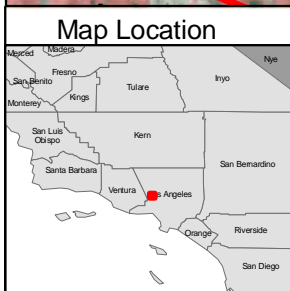 Map Location
Merced
Madera
Nye
Fresno
San Benito
Inyo
Tulare
Kings
Monterey
San Luis
Obispo
Kern
San Bernardino
Santa Barbara
Ventura
Los Angeles
Orange
Riverside
San Diego